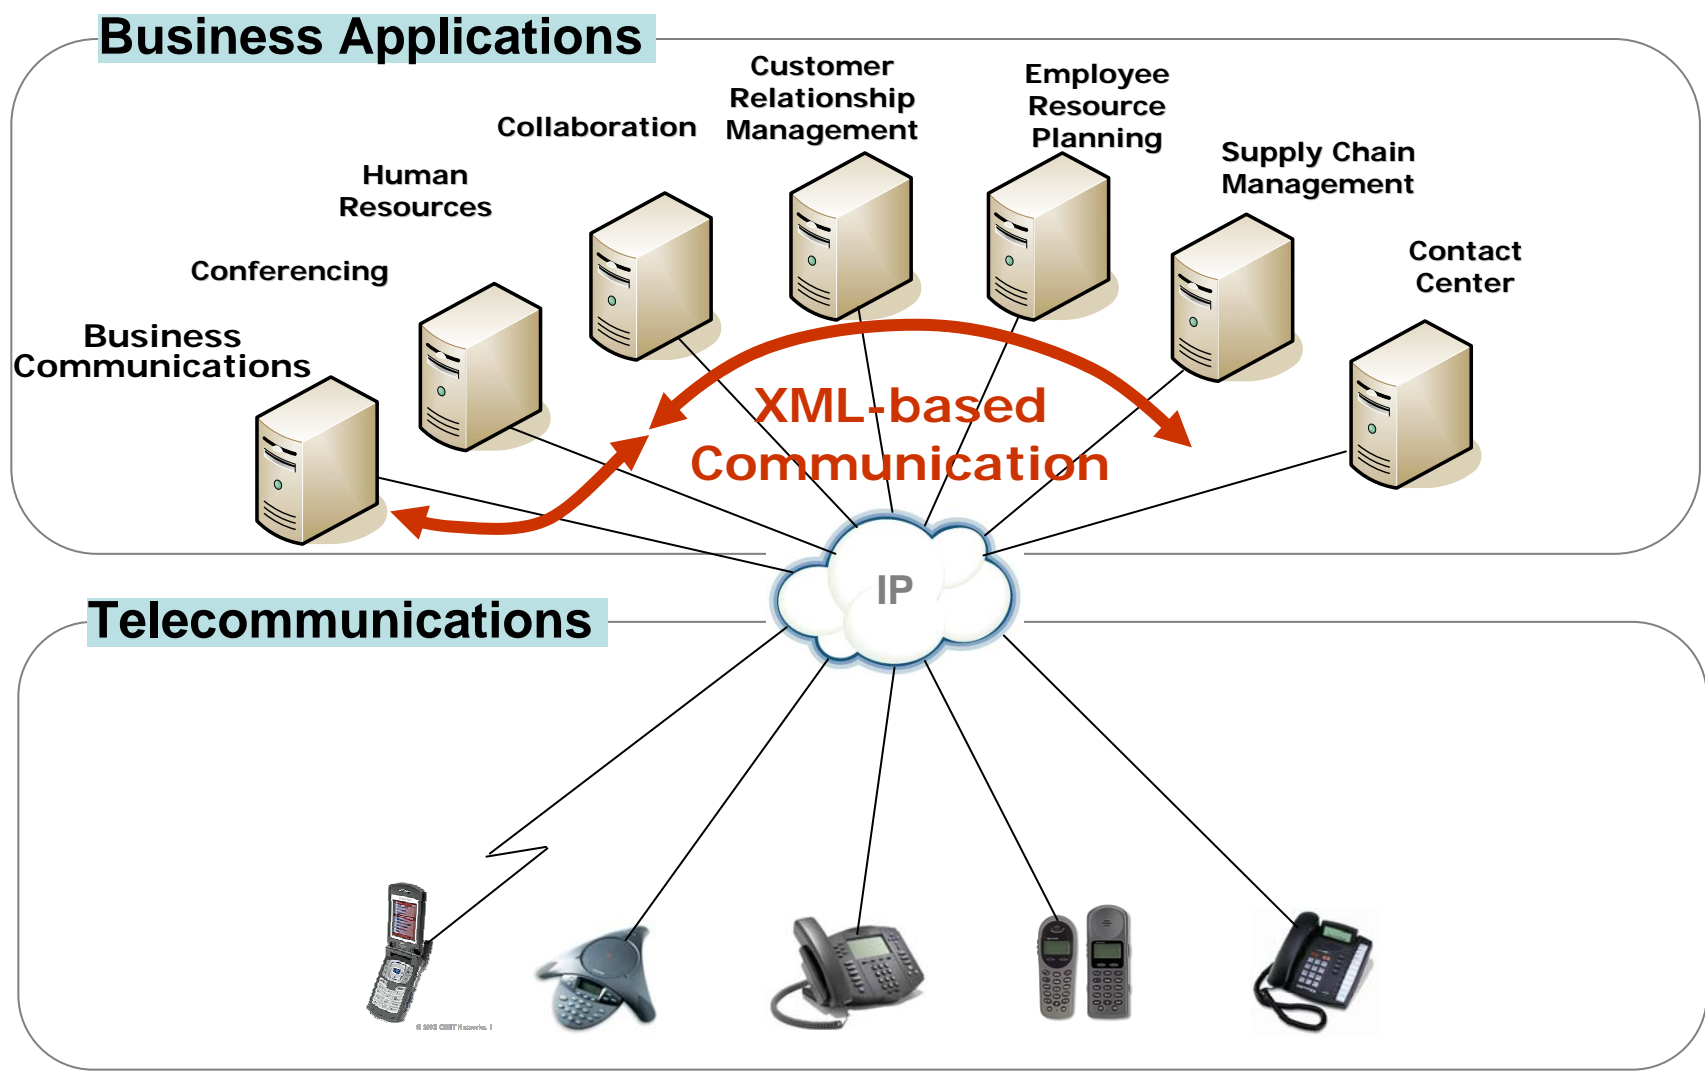 Business Applications
Customer
Relationship
Management
Employee
Resource
Planning
Collaboration
Supply Chain
Management
Human
Resources
Contact
Center
Conferencing
Business
Communications
XML-based
Communication
IP
Telecommunications